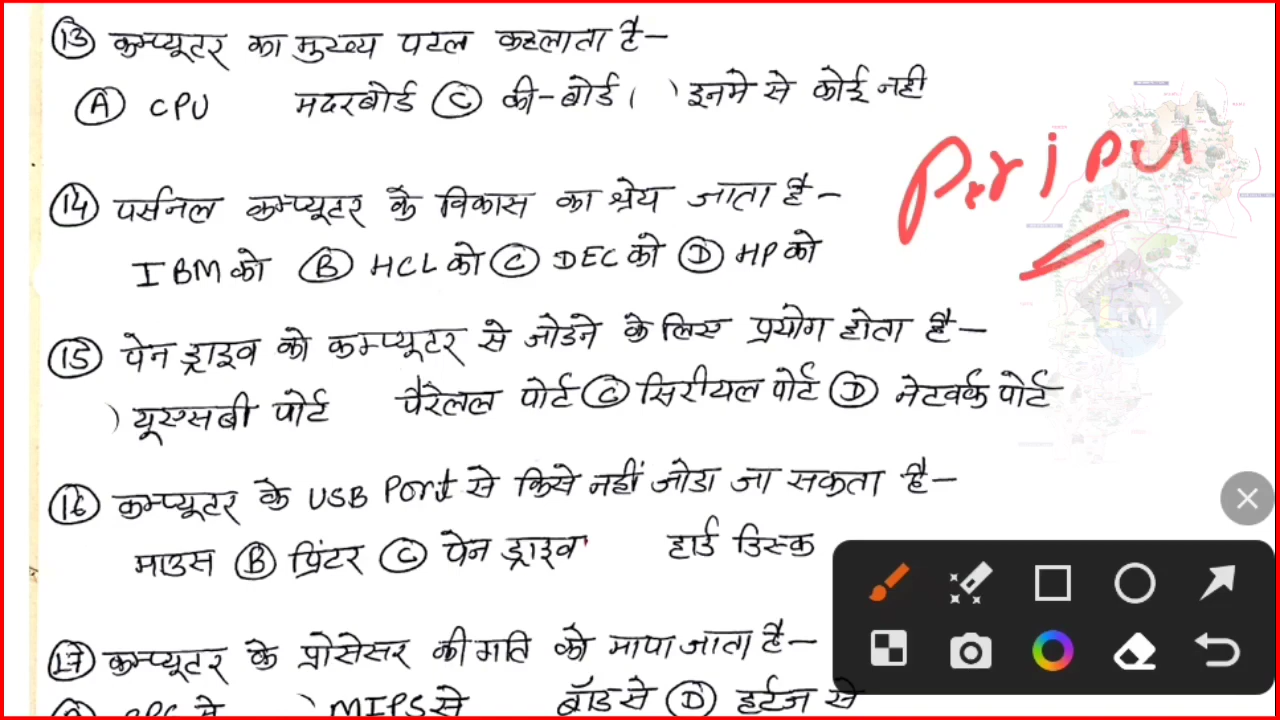 13 कम्प्यूटर का मुख्य पटल कहलाता है-
A CPU मदरबोर्ड C की-बोर्ड ( ) इनमे से कोई नही
14 पर्सनल कम्प्यूटर के विकास का श्रेय जाता है-
IBM को B HCL को C DEC को D HP को
15 पेन ड्राइव को कम्प्यूटर से जोडने के लिए प्रयोग होता है-
) यूएसबी पोर्ट पैरेलल पोर्ट C सिरीयल पोर्ट D नेटवर्क पोर्ट
16 कम्प्यूटर के USB Port से किसे नहीं जोडा जा सकता है-
माउस B प्रिंटर C पेन ड्राइव हार्ड डिस्क
17 कम्प्यूटर के प्रोसेसर की गति को मापा जाता है-
) MIPS से बॉड से D हर्टज से